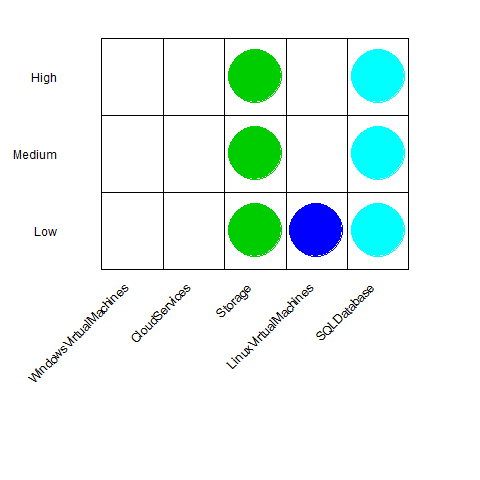 High
Medium
Low
WindowsVirtualMachines
CloudServices
Storage
LinuxVirtualMachines
SQLDatabase